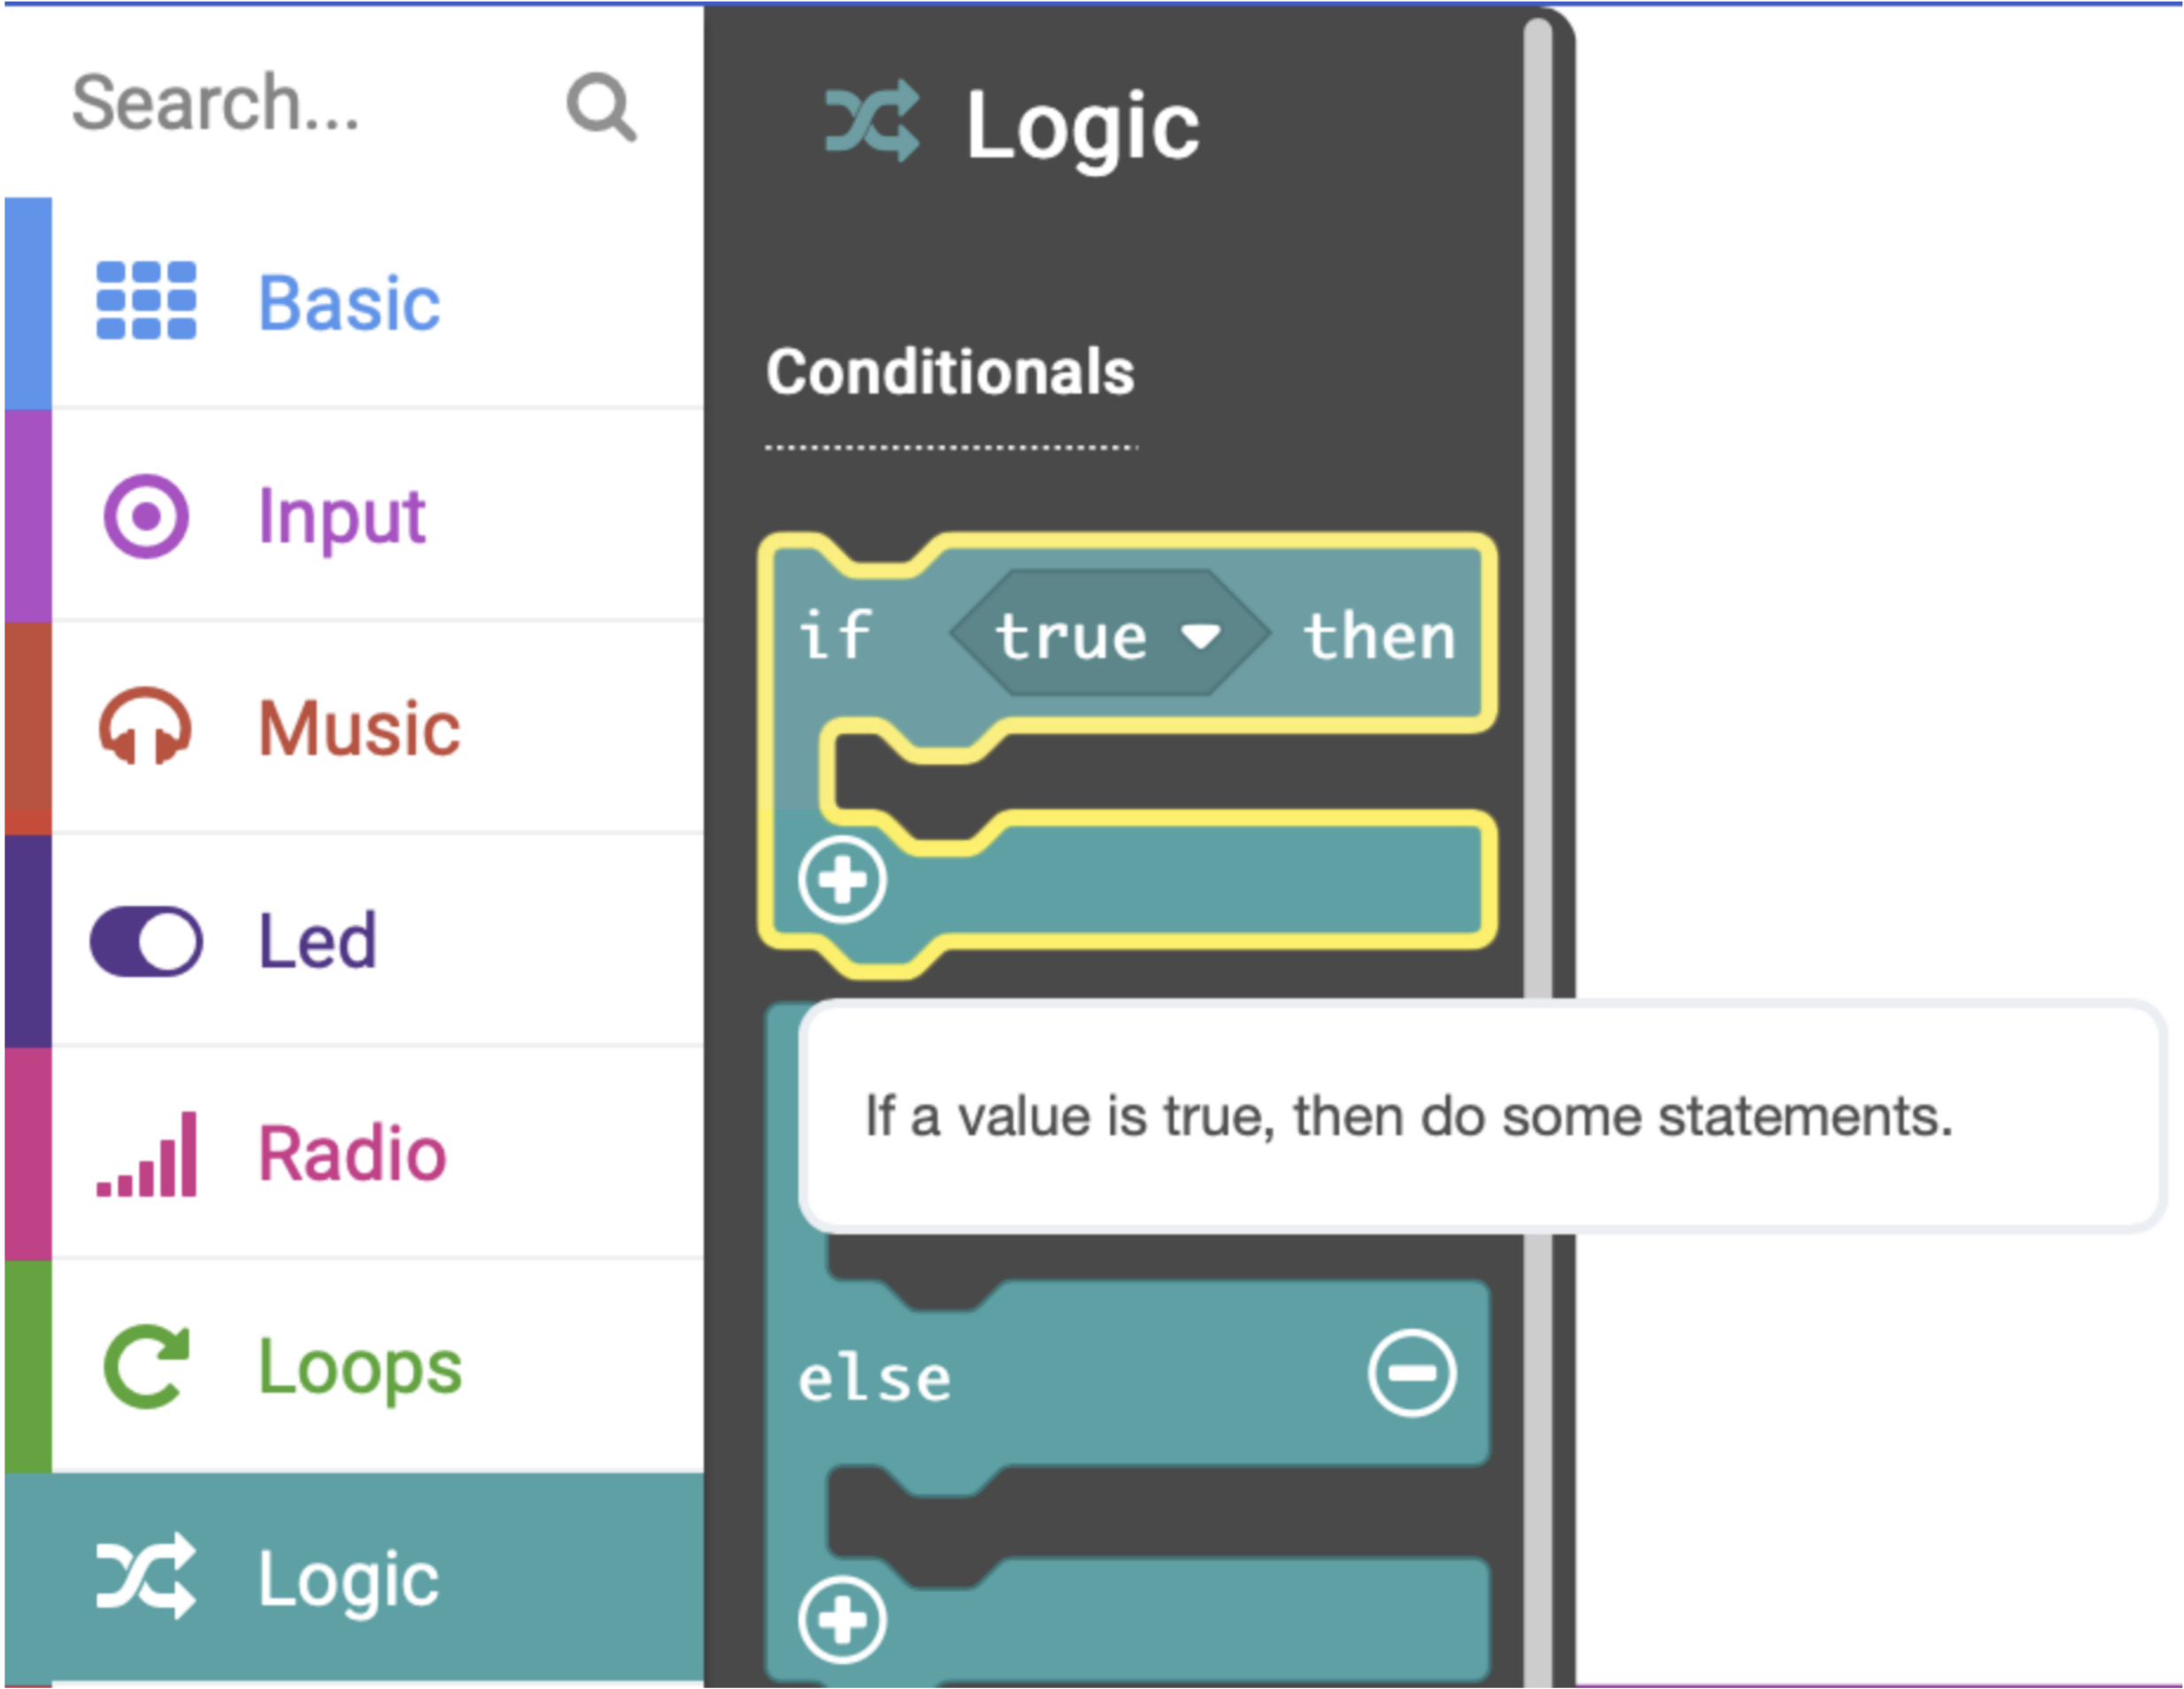 Search...
Basic
Input
Music
Led
Radio
Loops
Logic
Logic
Conditionals
if true then
If a value is true, then do some statements.
else